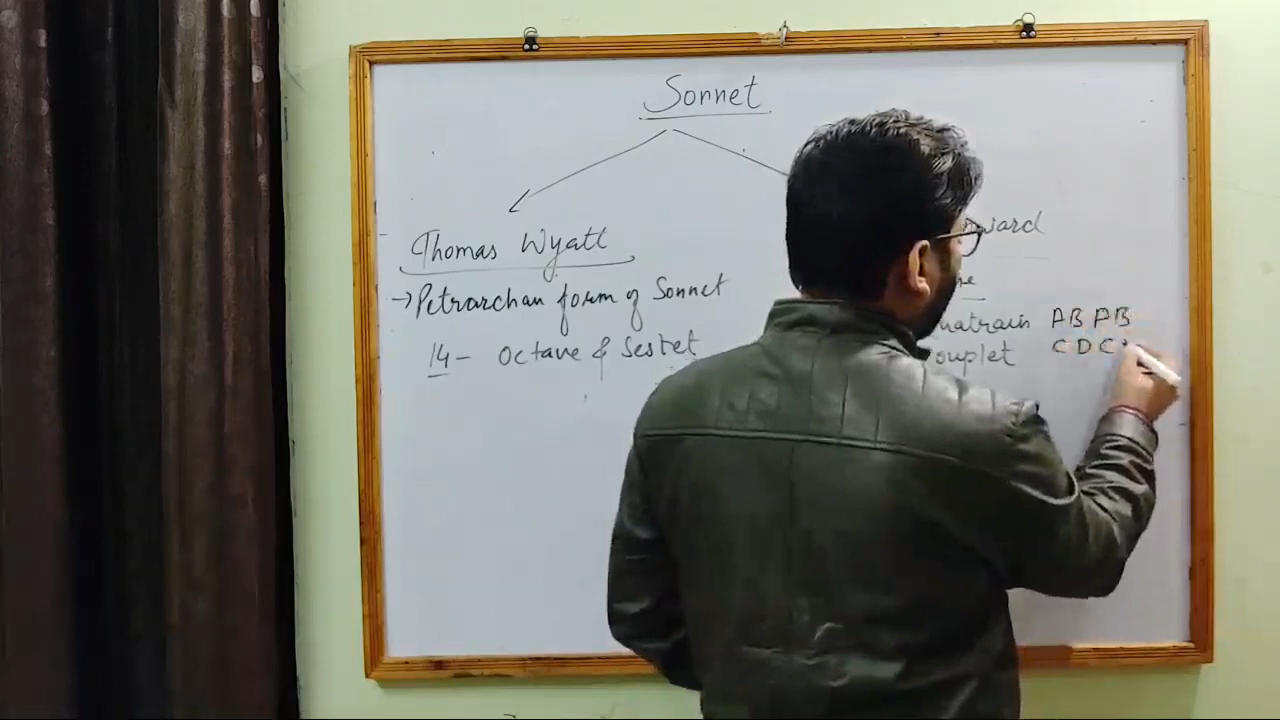 Sonnet
Thomas Wyatt
→ Petrarchan form of Sonnet
14 - Octave & Sestet
ward
uatrain ABAB
ouplet CDC